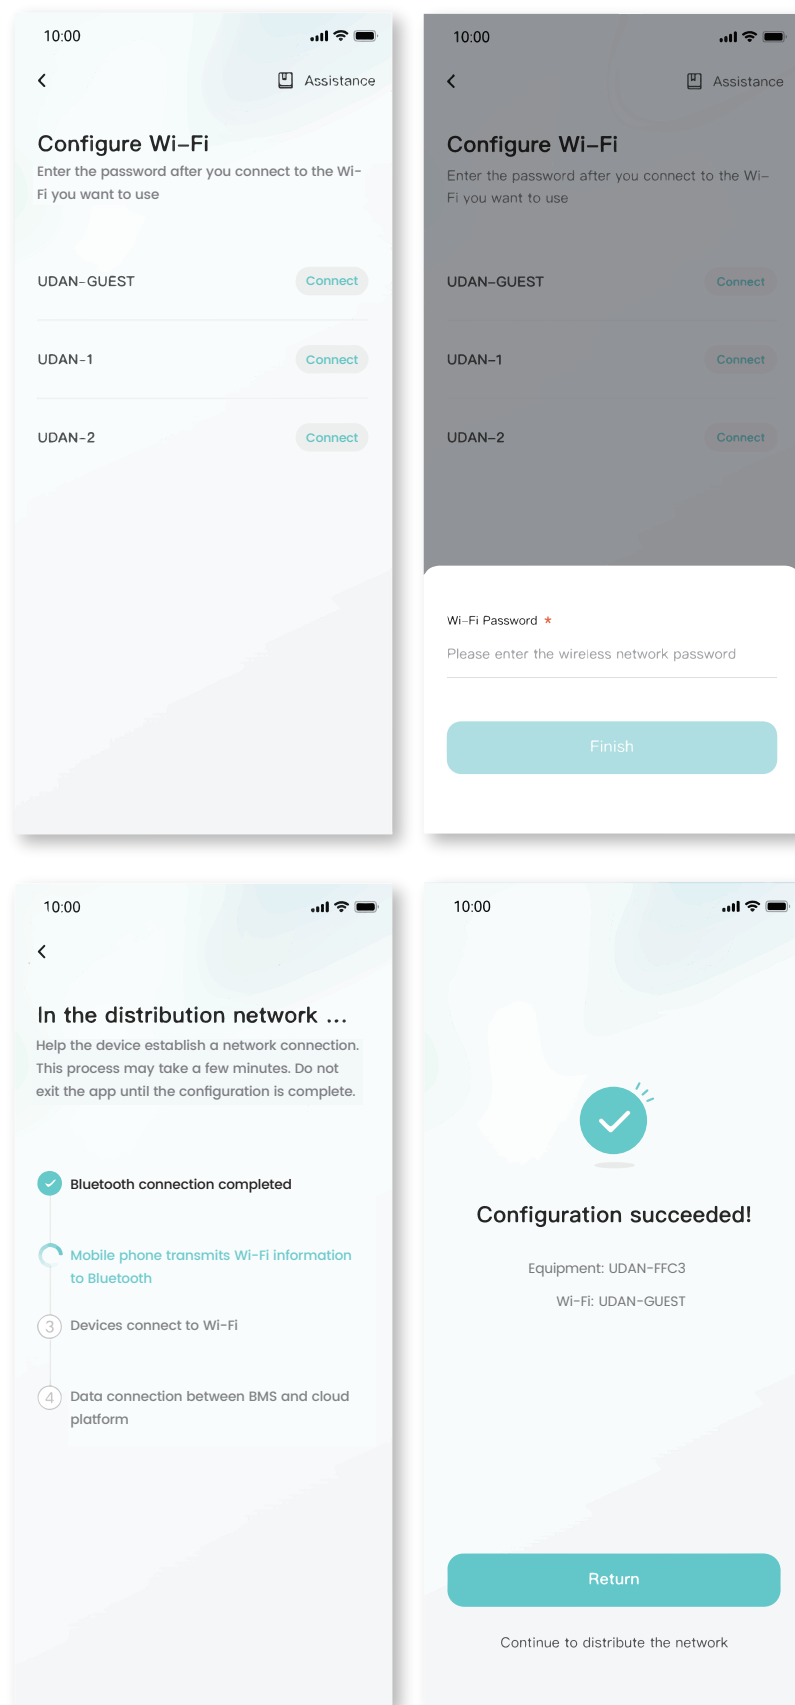 10:00
Assistance
Configure Wi-Fi
Enter the password after you connect to the Wi-
Fi you want to use
UDAN-GUEST
Connect
UDAN-1
Connect
UDAN-2
Connect
10:00
Assistance
Configure Wi-Fi
Enter the password after you connect to the Wi-
Fi you want to use
UDAN-GUEST
Connect
UDAN-1
Connect
UDAN-2
Connect
Wi-Fi Password *
Please enter the wireless network password
Finish
10:00
In the distribution network ...
Help the device establish a network connection.
This process may take a few minutes. Do not
exit the app until the configuration is complete.
Bluetooth connection completed
Mobile phone transmits Wi-Fi information
to Bluetooth
3 Devices connect to Wi-Fi
4 Data connection between BMS and cloud
platform
10:00
Configuration succeeded!
Equipment: UDAN-FFC3
Wi-Fi: UDAN-GUEST
Return
Continue to distribute the network